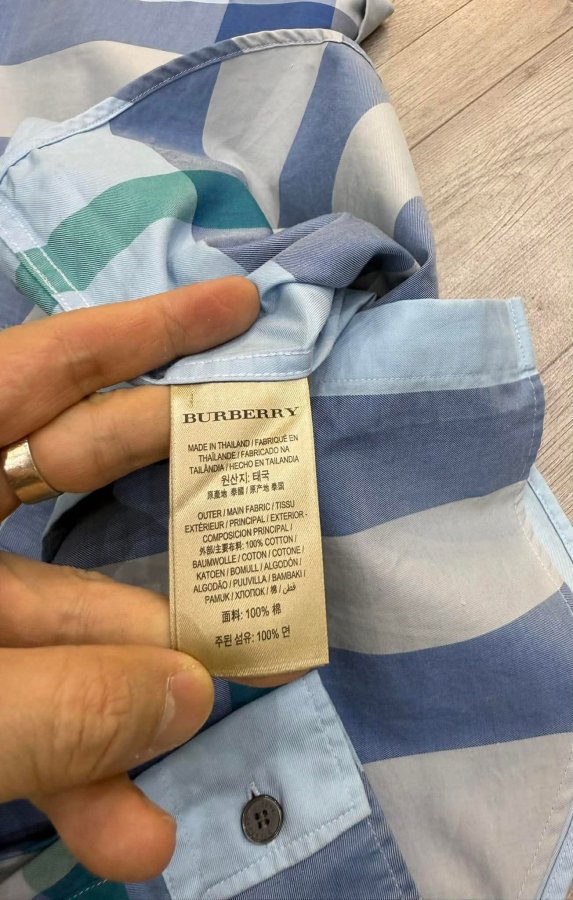 BURBERRY
MADE IN THAILAND / FABRIQUÉ EN
THAÏLANDE / FABRICADO NA
TAILÂNDIA / HECHO EN TAILANDIA
원산지: 태국
原產地 泰國 / 原产地 泰国
OUTER / MAIN FABRIC / TISSU
EXTÉRIEUR / PRINCIPAL / EXTERIOR -
COMPOSICION PRINCIPAL /
外部/主要布料: 100% COTTON /
BAUMWOLLE / COTON / COTONE /
KATOEN / BOMULL / ALGODÓN /
ALGODÃO / PUUVILLA / BAMBAKI /
PAMUK / ХЛОПОК / 棉 / قطن
面料: 100% 棉
주된 섬유: 100% 면